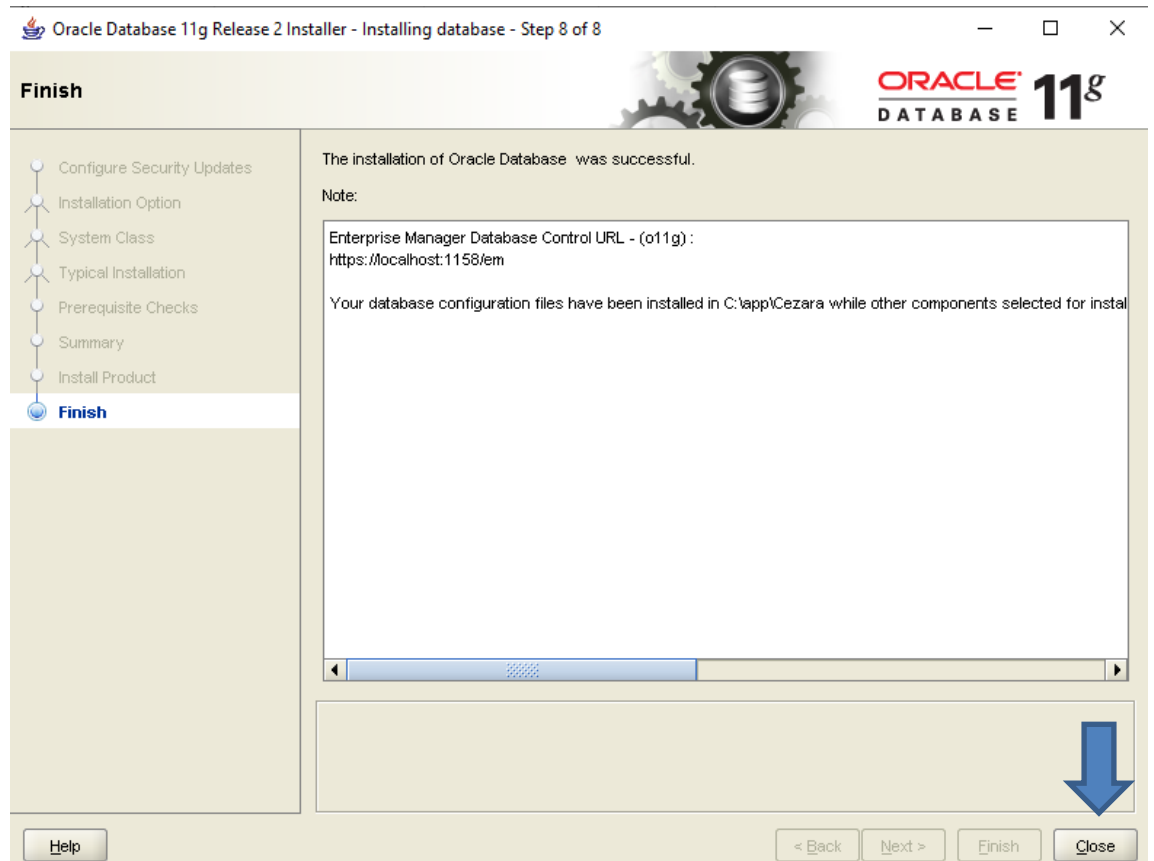 Oracle Database 11g Release 2 Installer - Installing database - Step 8 of 8
Finish
ORACLE
DATABASE
11g
Configure Security Updates
Installation Option
System Class
Typical Installation
Prerequisite Checks
Summary
Install Product
Finish
The installation of Oracle Database  was successful.
Note:
Enterprise Manager Database Control URL - (o11g) :
https://localhost:1158/em
Your database configuration files have been installed in C:\app\Cezara while other components selected for instal
Help
< Back
Next >
Finish
Close